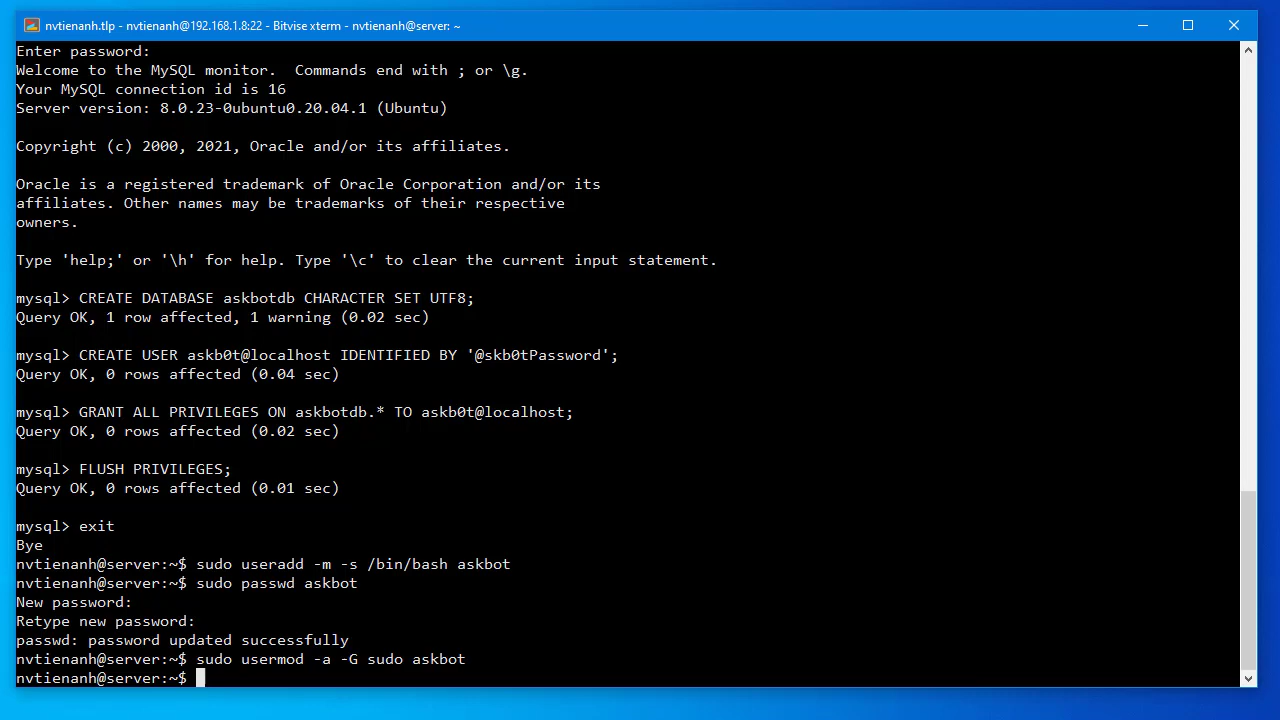 nvtienanh.tlp - nvtienanh@192.168.1.8:22 - Bitvise xterm - nvtienanh@server: ~
Enter password:
Welcome to the MySQL monitor.  Commands end with ; or \g.
Your MySQL connection id is 16
Server version: 8.0.23-0ubuntu0.20.04.1 (Ubuntu)
Copyright (c) 2000, 2021, Oracle and/or its affiliates.
Oracle is a registered trademark of Oracle Corporation and/or its
affiliates. Other names may be trademarks of their respective
owners.
Type 'help;' or '\h' for help. Type '\c' to clear the current input statement.
mysql> CREATE DATABASE askbotdb CHARACTER SET UTF8;
Query OK, 1 row affected, 1 warning (0.02 sec)
mysql> CREATE USER askb0t@localhost IDENTIFIED BY '@skb0tPassword';
Query OK, 0 rows affected (0.04 sec)
mysql> GRANT ALL PRIVILEGES ON askbotdb.* TO askb0t@localhost;
Query OK, 0 rows affected (0.02 sec)
mysql> FLUSH PRIVILEGES;
Query OK, 0 rows affected (0.01 sec)
mysql> exit
Bye
nvtienanh@server:~$ sudo useradd -m -s /bin/bash askbot
nvtienanh@server:~$ sudo passwd askbot
New password:
Retype new password:
passwd: password updated successfully
nvtienanh@server:~$ sudo usermod -a -G sudo askbot
nvtienanh@server:~$